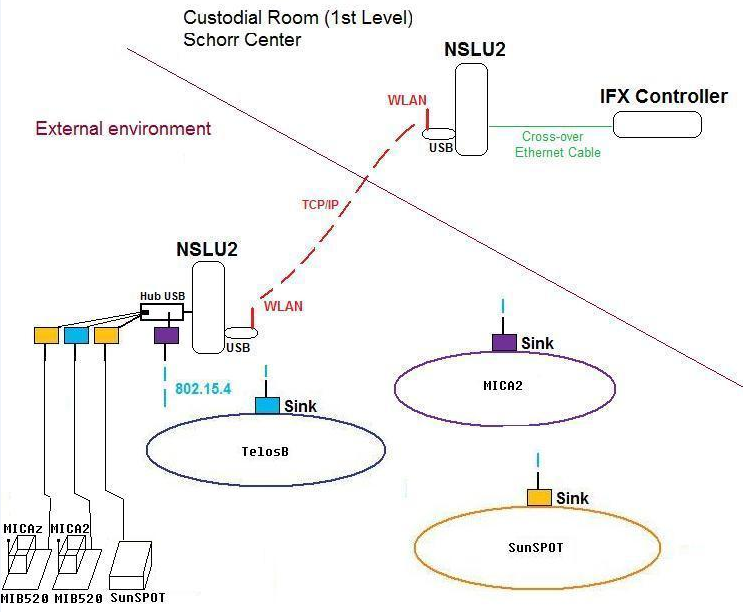 Custodial Room (1st Level)
Schorr Center
NSLU2
WLAN
IFX Controller
External environment
USB
Cross-over
Ethernet Cable
TCP/IP
NSLU2
Hub USB
WLAN
USB
Sink
802.15.4
MICA2
Sink
TelosB
Sink
SunSPOT
MICAz
MICA2
MIB520
MIB520
SunSPOT